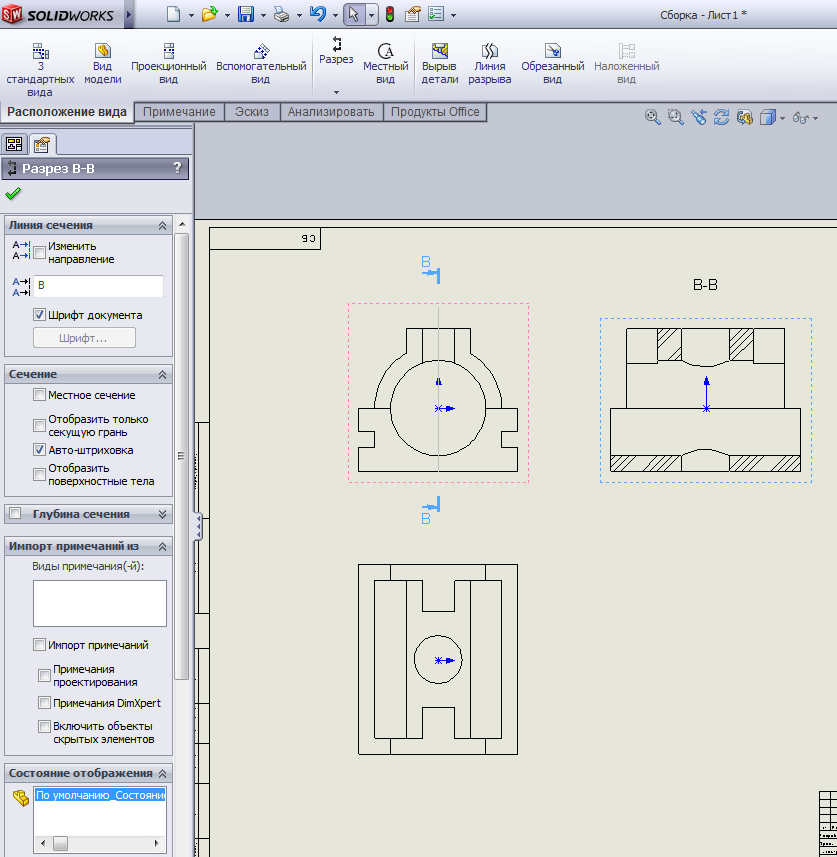 SW SOLIDWORKS
Сборка - Лист1 *
3 стандартных вида
Вид модели
Проекционный вид
Вспомогательный вид
Разрез
Местный вид
Вырыв детали
Линия разрыва
Обрезанный вид
Наложенный вид
Расположение вида
Примечание
Эскиз
Анализировать
Продукты Office
Разрез B-B
?
Линия сечения
Изменить
направление
B
Шрифт документа
Шрифт...
Сечение
Местное сечение
Отобразить только
секущую грань
Авто-штриховка
Отобразить
поверхностные тела
Глубина сечения
Импорт примечаний из
Виды примечания(-й):
Импорт примечаний
Примечания
проектирования
Примечания DimXpert
Включить объекты
скрытых элементов
Состояние отображения
По умолчанию_Состояние
СБ
B
B-B
B